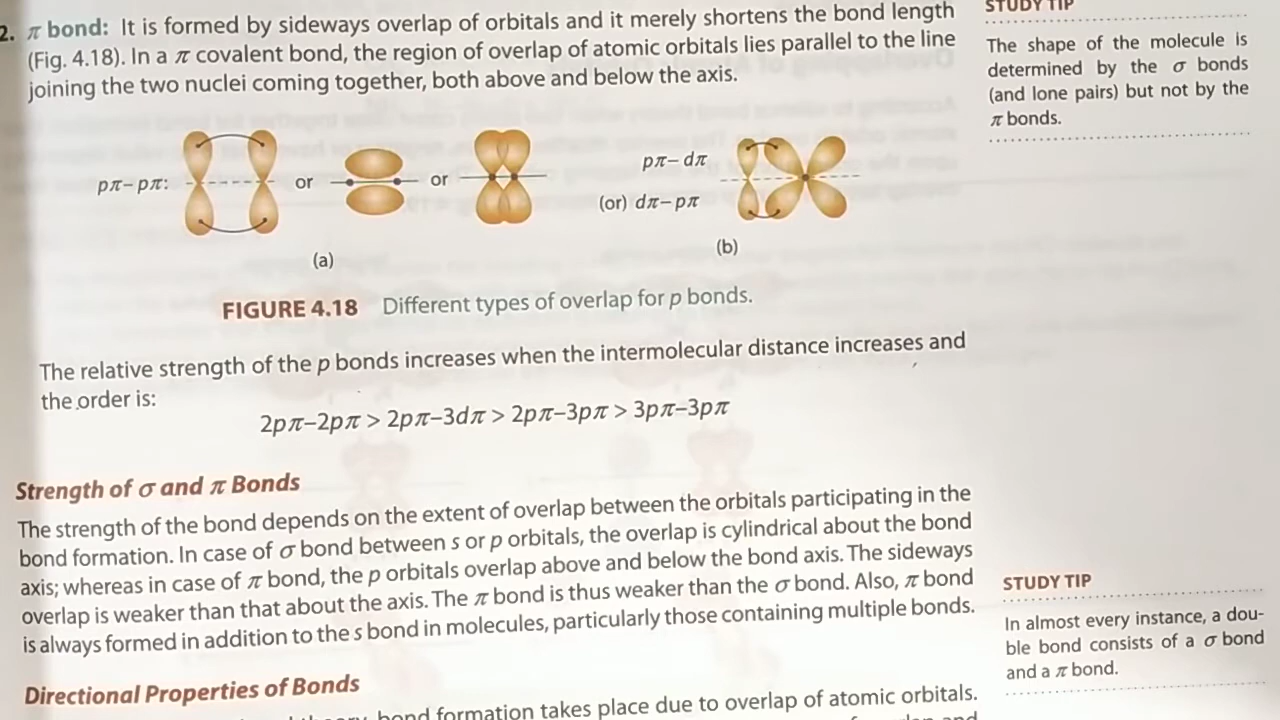 2. π bond: It is formed by sideways overlap of orbitals and it merely shortens the bond length
(Fig. 4.18). In a π covalent bond, the region of overlap of atomic orbitals lies parallel to the line
joining the two nuclei coming together, both above and below the axis.
STUDY TIP
The shape of the molecule is
determined by the σ bonds
(and lone pairs) but not by the
π bonds.
pπ–pπ: or or
pπ–dπ
(or) dπ–pπ
(a)
(b)
FIGURE 4.18 Different types of overlap for p bonds.
The relative strength of the p bonds increases when the intermolecular distance increases and
the order is:
2pπ–2pπ > 2pπ–3dπ > 2pπ–3pπ > 3pπ–3pπ
Strength of σ and π Bonds
The strength of the bond depends on the extent of overlap between the orbitals participating in the
bond formation. In case of σ bond between s or p orbitals, the overlap is cylindrical about the bond
axis; whereas in case of π bond, the p orbitals overlap above and below the bond axis. The sideways
overlap is weaker than that about the axis. The π bond is thus weaker than the σ bond. Also, π bond
is always formed in addition to the s bond in molecules, particularly those containing multiple bonds.
STUDY TIP
In almost every instance, a dou-
ble bond consists of a σ bond
and a π bond.
Directional Properties of Bonds
bond formation takes place due to overlap of atomic orbitals.